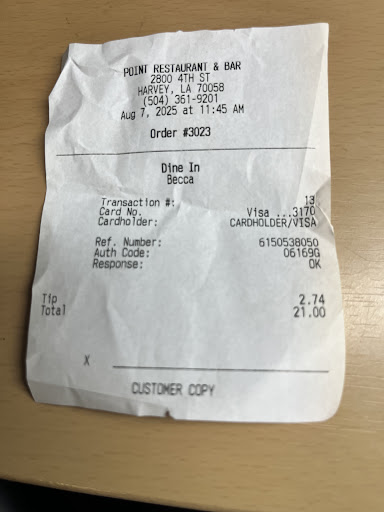 POINT RESTAURANT & BAR
2800 4TH ST
HARVEY, LA 70058
(504) 361-9201
Aug 7, 2025 at 11:45 AM
Order #3023
Dine In
Becca
Transaction #: 13
Card No. Visa ...3170
Cardholder: CARDHOLDER/VISA
Ref. Number: 6150538050
Auth Code: 06169G
Response: OK
Tip 2.74
Total 21.00
X
CUSTOMER COPY